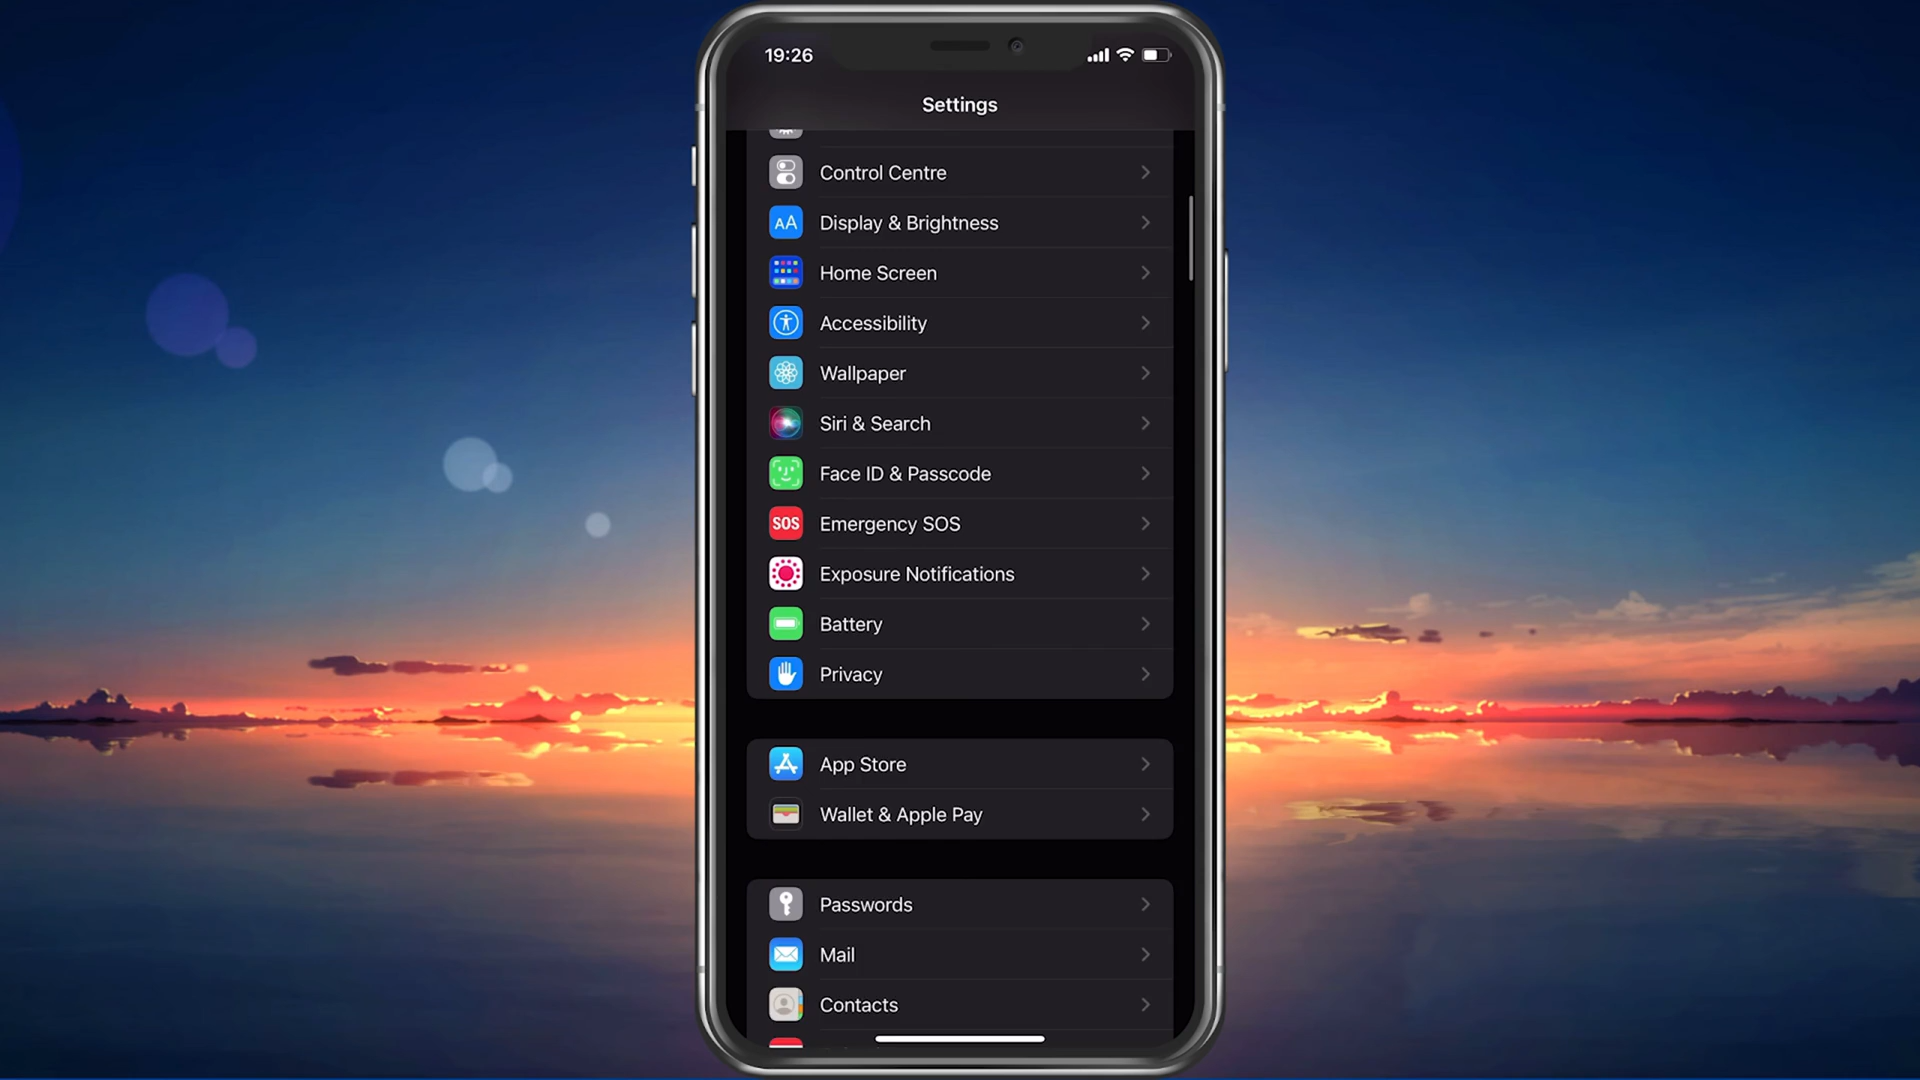 19:26
Settings
Control Centre
AA Display & Brightness
Home Screen
Accessibility
Wallpaper
Siri & Search
Face ID & Passcode
SOS Emergency SOS
Exposure Notifications
Battery
Privacy
App Store
Wallet & Apple Pay
Passwords
Mail
Contacts